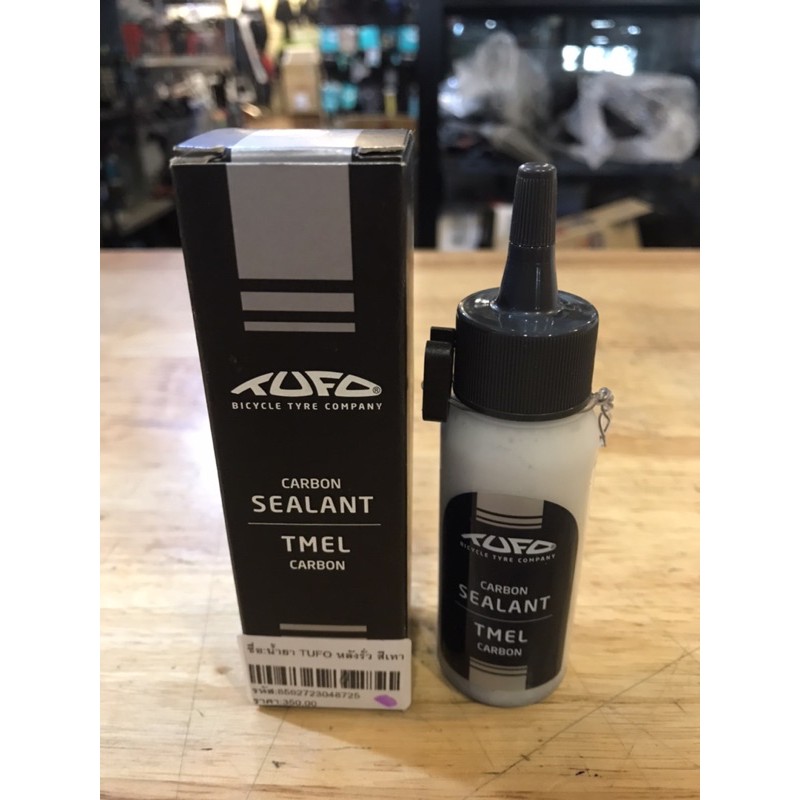 TUFO®
BICYCLE TYRE COMPANY
CARBON
SEALANT
TMEL
CARBON
ชื่อ:น้ำยา TUFO หลังรั่ว สีเทา
รหัส:8592723048725
ราคา:350.00
TUFO
BICYCLE TYRE COMPANY
CARBON
SEALANT
TMEL
CARBON